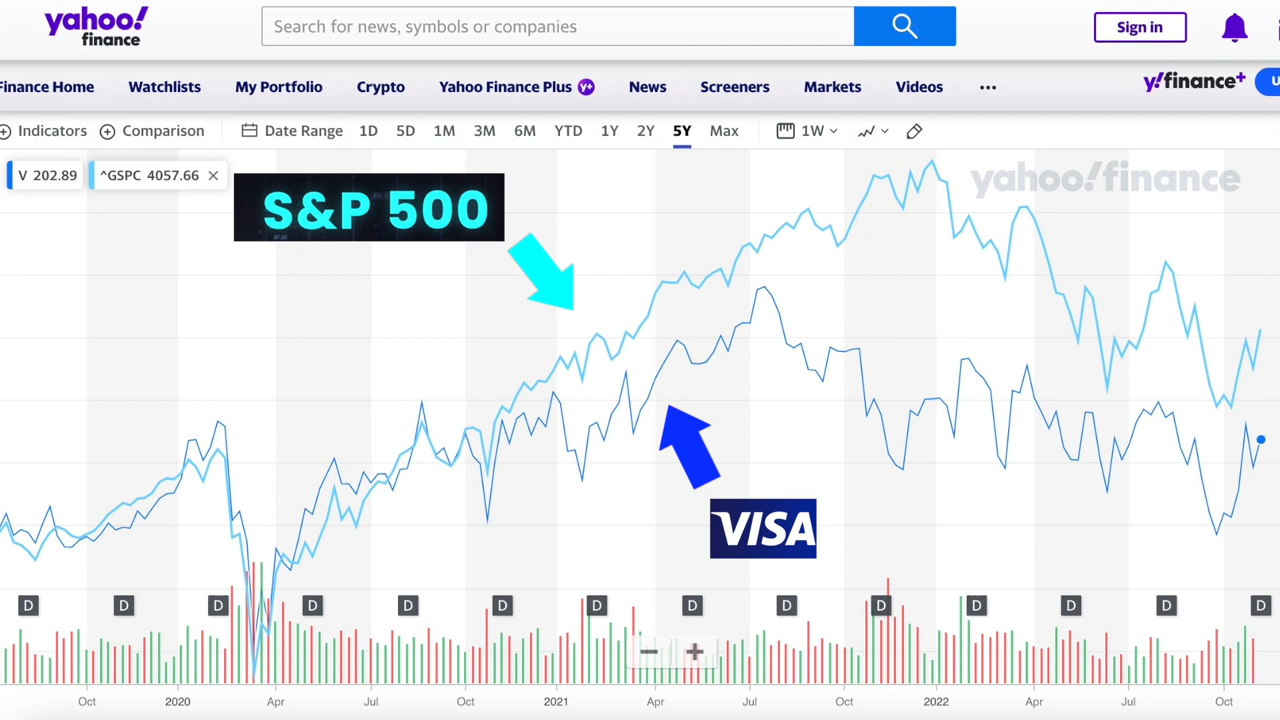 yahoo!
finance
Search for news, symbols or companies
Sign in
Finance Home Watchlists My Portfolio Crypto Yahoo Finance Plus y+ News Screeners Markets Videos ...
y!finance+
U
Indicators Comparison Date Range 1D 5D 1M 3M 6M YTD 1Y 2Y 5Y Max 1W
V 202.89 ^GSPC 4057.66 ×
yahoo!finance
S&P 500
VISA
D D D D D D D D D D D D D D
− +
Oct 2020 Apr Jul Oct 2021 Apr Jul Oct 2022 Apr Jul Oct